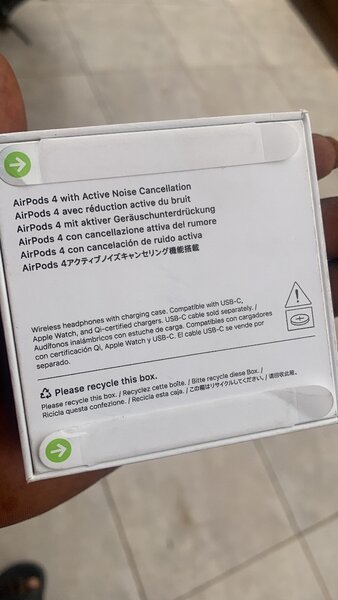 AirPods 4 with Active Noise Cancellation
AirPods 4 avec réduction active du bruit
AirPods 4 mit aktiver Geräuschunterdrückung
AirPods 4 con cancellazione attiva del rumore
AirPods 4 con cancelación de ruido activa
AirPods 4アクティブノイズキャンセリング機能搭載
Wireless headphones with charging case. Compatible with USB-C,
Apple Watch, and Qi-certified chargers. USB-C cable sold separately. /
Audífonos inalámbricos con estuche de carga. Compatibles con cargadores
con certificación Qi, Apple Watch y USB-C. El cable USB-C se vende por
separado.
Please recycle this box.
Please recycle this box. / Recyclez cette boîte. / Bitte recycle diese Box. /
Ricicla questa confezione. / Recicla esta caja. / この箱はリサイクルしてください。/ 请回收此箱。